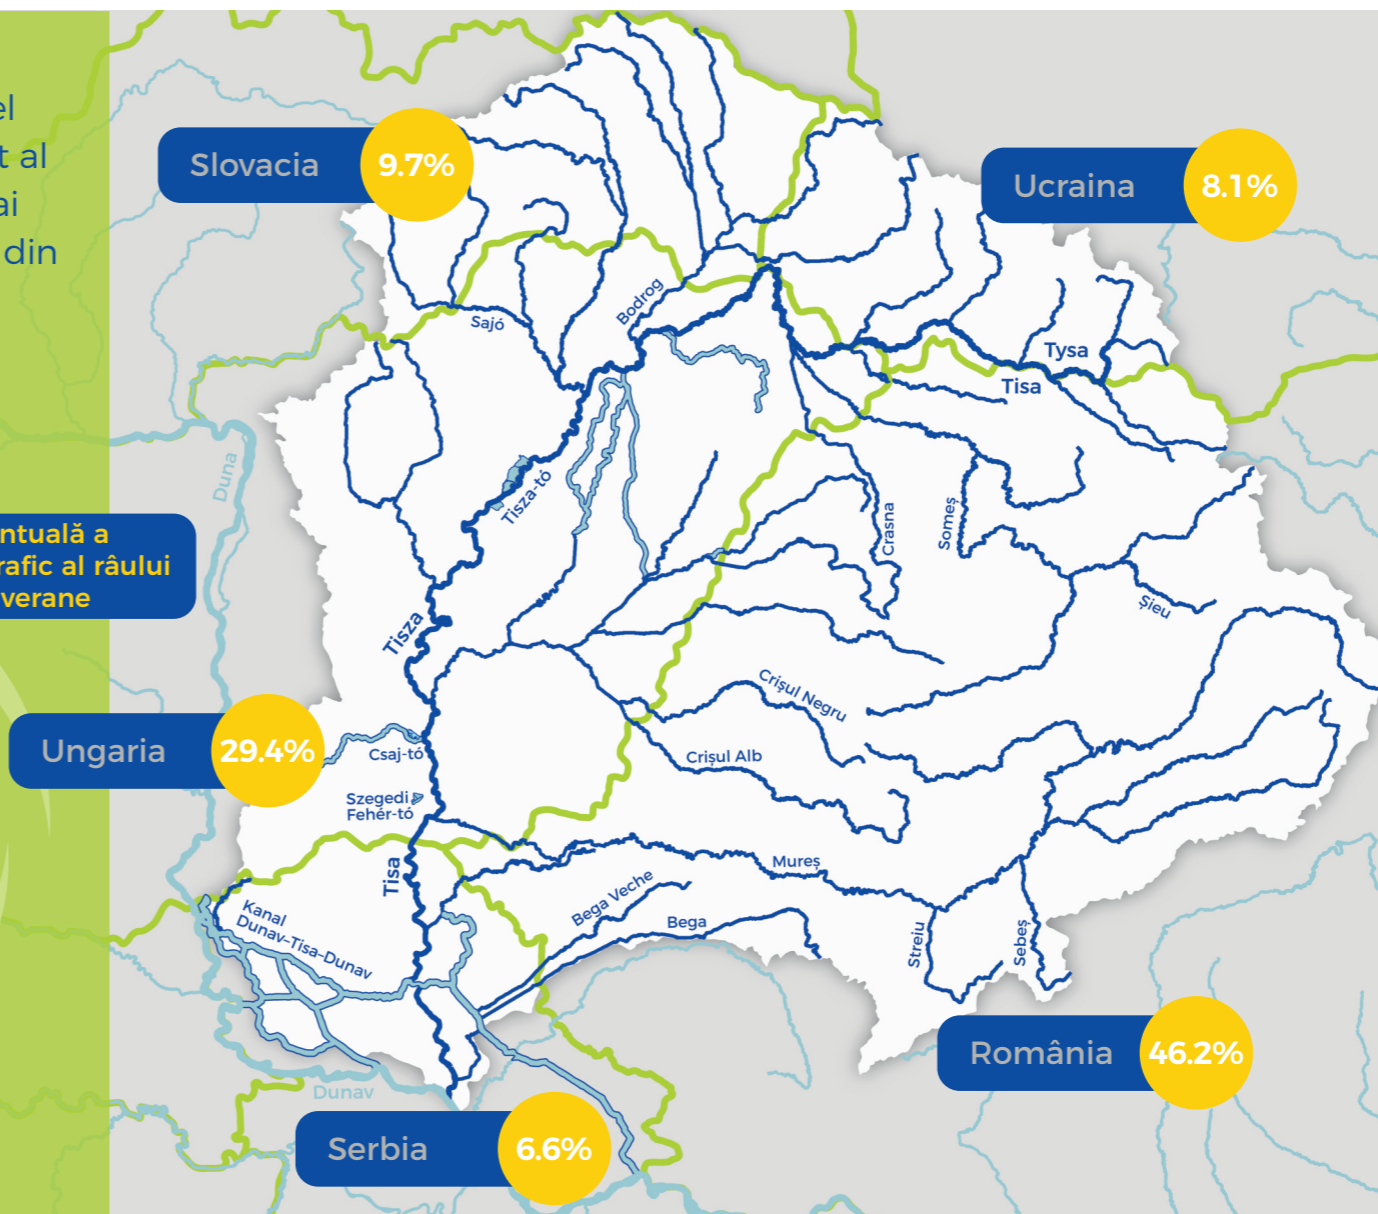 el
t al
ai
din
Slovacia 9.7%
Ucraina 8.1%
Sajó
Bodrog
Tysa
Tisa
Duna
Tisza-tó
Crasna
Someș
ntuală a
rafic al râului
verane
Șieu
Tisza
Crișul Negru
Ungaria 29.4%
Csaj-tó
Crișul Alb
Szegedi
Fehér-tó
Tisa
Mureș
Bega Veche
Bega
Kanal
Dunav-Tisa-Dunav
Streiu
Sebeș
România 46.2%
Dunav
Serbia 6.6%